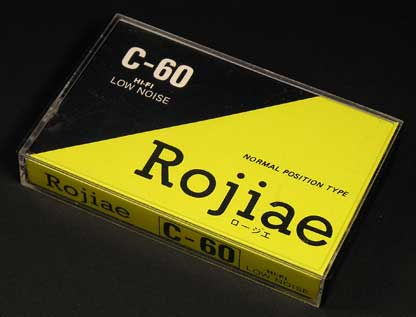 C-60
HI-FI
LOW NOISE
NORMAL POSITION TYPE
Rojiae
ロージエ
Rojiae
C-60
HI-FI
LOW NOISE